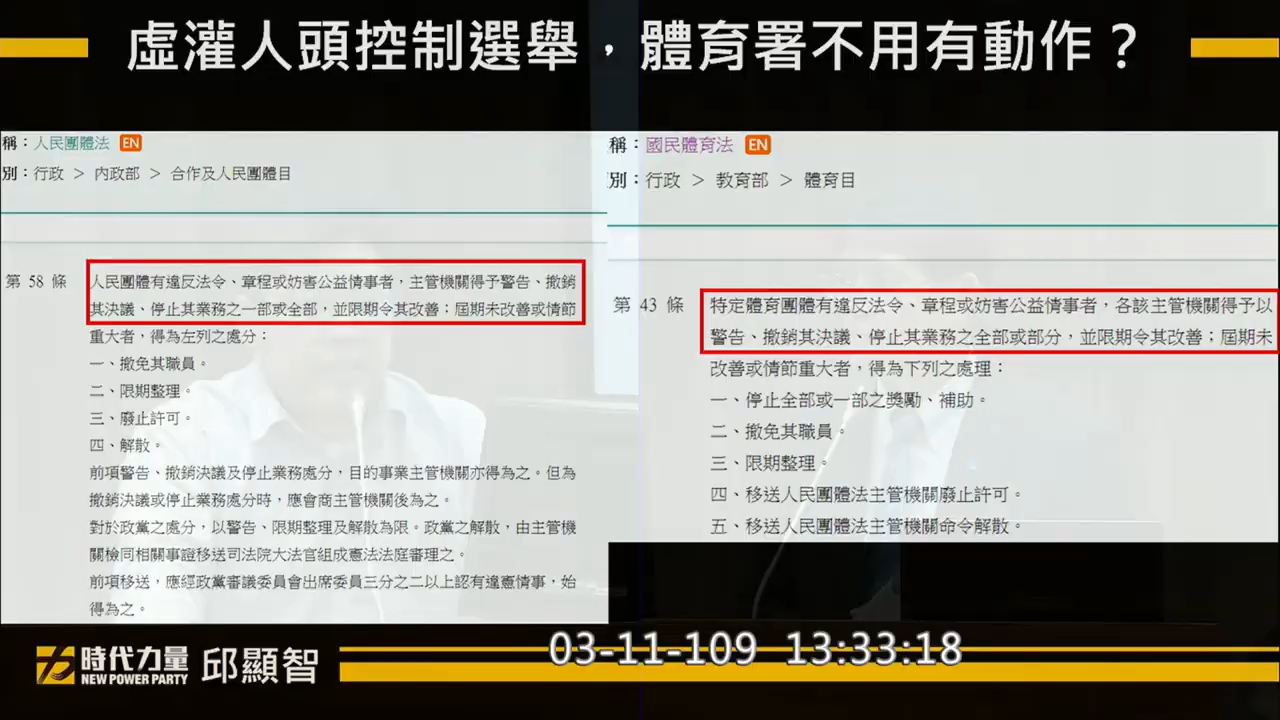 虛灌人頭控制選舉，體育署不用有動作？
稱：人民團體法 EN
別：行政 > 內政部 > 合作及人民團體目
第 58 條
人民團體有違反法令、章程或妨害公益情事者，主管機關得予警告、撤銷
其決議、停止其業務之一部或全部，並限期令其改善；屆期未改善或情節
重大者，得為左列之處分：
一、撤免其職員。
二、限期整理。
三、廢止許可。
四、解散。
前項警告、撤銷決議及停止業務處分，目的事業主管機關亦得為之。但為
撤銷決議或停止業務處分時，應會商主管機關後為之。
對於政黨之處分，以警告、限期整理及解散為限。政黨之解散，由主管機
關檢同相關事證移送司法院大法官組成憲法法庭審理之。
前項移送，應經政黨審議委員會出席委員三分之二以上認有違憲情事，始
得為之。
稱：國民體育法 EN
別：行政 > 教育部 > 體育目
第 43 條
特定體育團體有違反法令、章程或妨害公益情事者，各該主管機關得予以
警告、撤銷其決議、停止其業務之全部或部分，並限期令其改善；屆期未
改善或情節重大者，得為下列之處理：
一、停止全部或一部之獎勵、補助。
二、撤免其職員。
三、限期整理。
四、移送人民團體法主管機關廢止許可。
五、移送人民團體法主管機關命令解散。
時代力量
NEW POWER PARTY
邱顯智
03-11-109 13:33:18